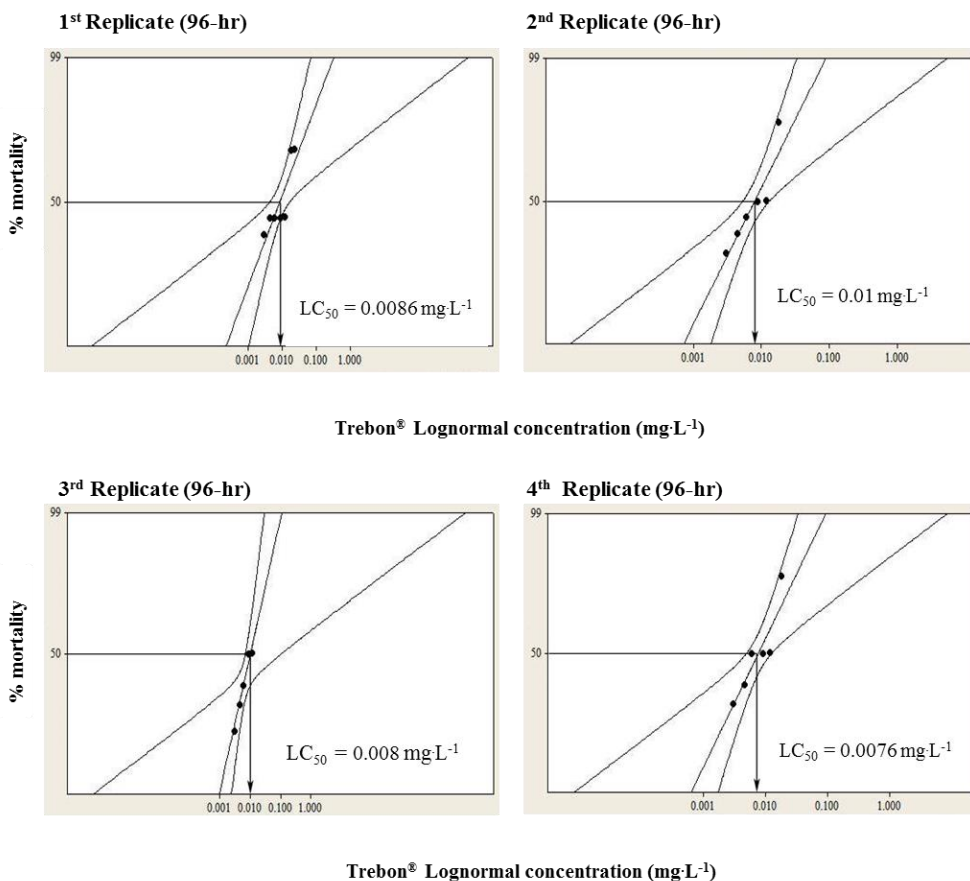 1st Replicate (96-hr)
2nd Replicate (96-hr)
% mortality
99
50
LC50 = 0.0086 mg·L-1
0.001 0.010 0.100 1.000
99
50
LC50 = 0.01 mg·L-1
0.001 0.010 0.100 1.000
Trebon® Lognormal concentration (mg·L-1)
3rd Replicate (96-hr)
4th Replicate (96-hr)
% mortality
99
50
LC50 = 0.008 mg·L-1
0.001 0.010 0.100 1.000
99
50
LC50 = 0.0076 mg·L-1
0.001 0.010 0.100 1.000
Trebon® Lognormal concentration (mg·L-1)